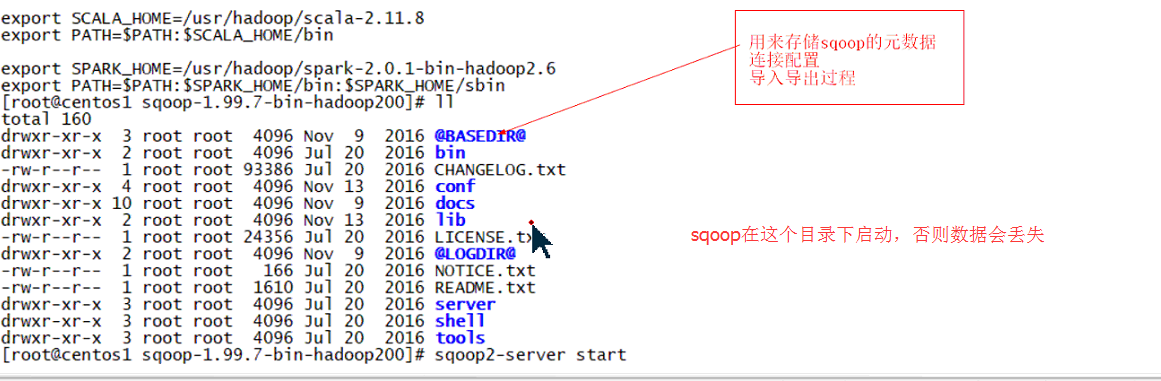 export SCALA_HOME=/usr/hadoop/scala-2.11.8
export PATH=$PATH:$SCALA_HOME/bin
export SPARK_HOME=/usr/hadoop/spark-2.0.1-bin-hadoop2.6
export PATH=$PATH:$SPARK_HOME/bin:$SPARK_HOME/sbin
[root@centos1 sqoop-1.99.7-bin-hadoop200]# ll
total 160
drwxr-xr-x 3 root root 4096 Nov 9 2016 @BASEDIR@
drwxr-xr-x 2 root root 4096 Jul 20 2016 bin
-rw-r--r-- 1 root root 93386 Jul 20 2016 CHANGELOG.txt
drwxr-xr-x 4 root root 4096 Nov 13 2016 conf
drwxr-xr-x 10 root root 4096 Nov 9 2016 docs
drwxr-xr-x 2 root root 4096 Nov 13 2016 lib
-rw-r--r-- 1 root root 24356 Jul 20 2016 LICENSE.txt
drwxr-xr-x 2 root root 4096 Nov 9 2016 @LOGDIR@
-rw-r--r-- 1 root root 166 Jul 20 2016 NOTICE.txt
-rw-r--r-- 1 root root 1610 Jul 20 2016 README.txt
drwxr-xr-x 3 root root 4096 Jul 20 2016 server
drwxr-xr-x 3 root root 4096 Jul 20 2016 shell
drwxr-xr-x 3 root root 4096 Jul 20 2016 tools
[root@centos1 sqoop-1.99.7-bin-hadoop200]# sqoop2-server start
用来存储sqoop的元数据
连接配置
导入导出过程
sqoop在这个目录下启动，否则数据会丢失